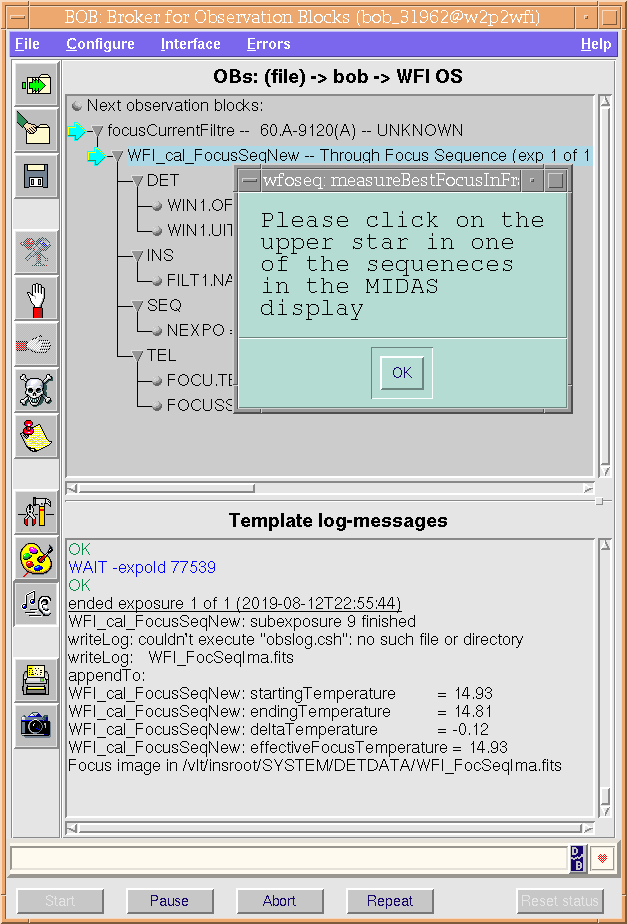 BOB: Broker for Observation Blocks (bob_31962@w2p2wfi)
File Configure Interface Errors Help
OBs: (file) -> bob -> WFI OS
Next observation blocks:
focusCurrentFiltre -- 60.A-9120(A) -- UNKNOWN
WFI_cal_FocusSeqNew -- Through Focus Sequence (exp 1 of 1
DET
WIN1.OF
WIN1.UIT
INS
FILT1.NA
SEQ
NEXPO =
TEL
FOCU.TE
FOCUSS
wfoseq: measureBestFocusInFr
Please click on the
upper star in one
of the sequeneces
in the MIDAS
display
OK
Template log-messages
OK
WAIT -expoId 77539
OK
ended exposure 1 of 1 (2019-08-12T22:55:44)
WFI_cal_FocusSeqNew: subexposure 9 finished
writeLog: couldn't execute "obslog.csh": no such file or directory
writeLog: WFI_FocSeqIma.fits
appendTo:
WFI_cal_FocusSeqNew: startingTemperature = 14.93
WFI_cal_FocusSeqNew: endingTemperature = 14.81
WFI_cal_FocusSeqNew: deltaTemperature = -0.12
WFI_cal_FocusSeqNew: effectiveFocusTemperature = 14.93
Focus image in /vlt/insroot/SYSTEM/DETDATA/WFI_FocSeqIma.fits
Start Pause Abort Repeat Reset status